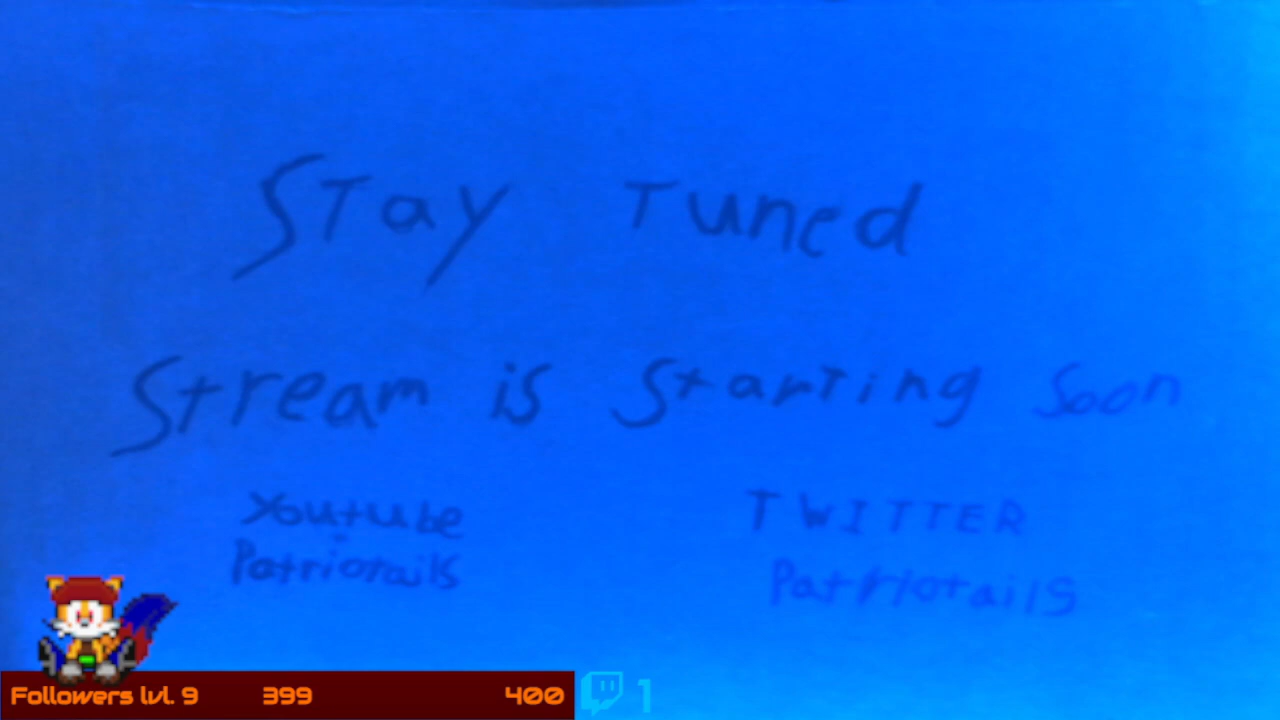 Stay Tuned
Stream is Starting Soon
Youtube TWITTER
Patriotails Patriotails
Followers lvl. 9 399 400 1